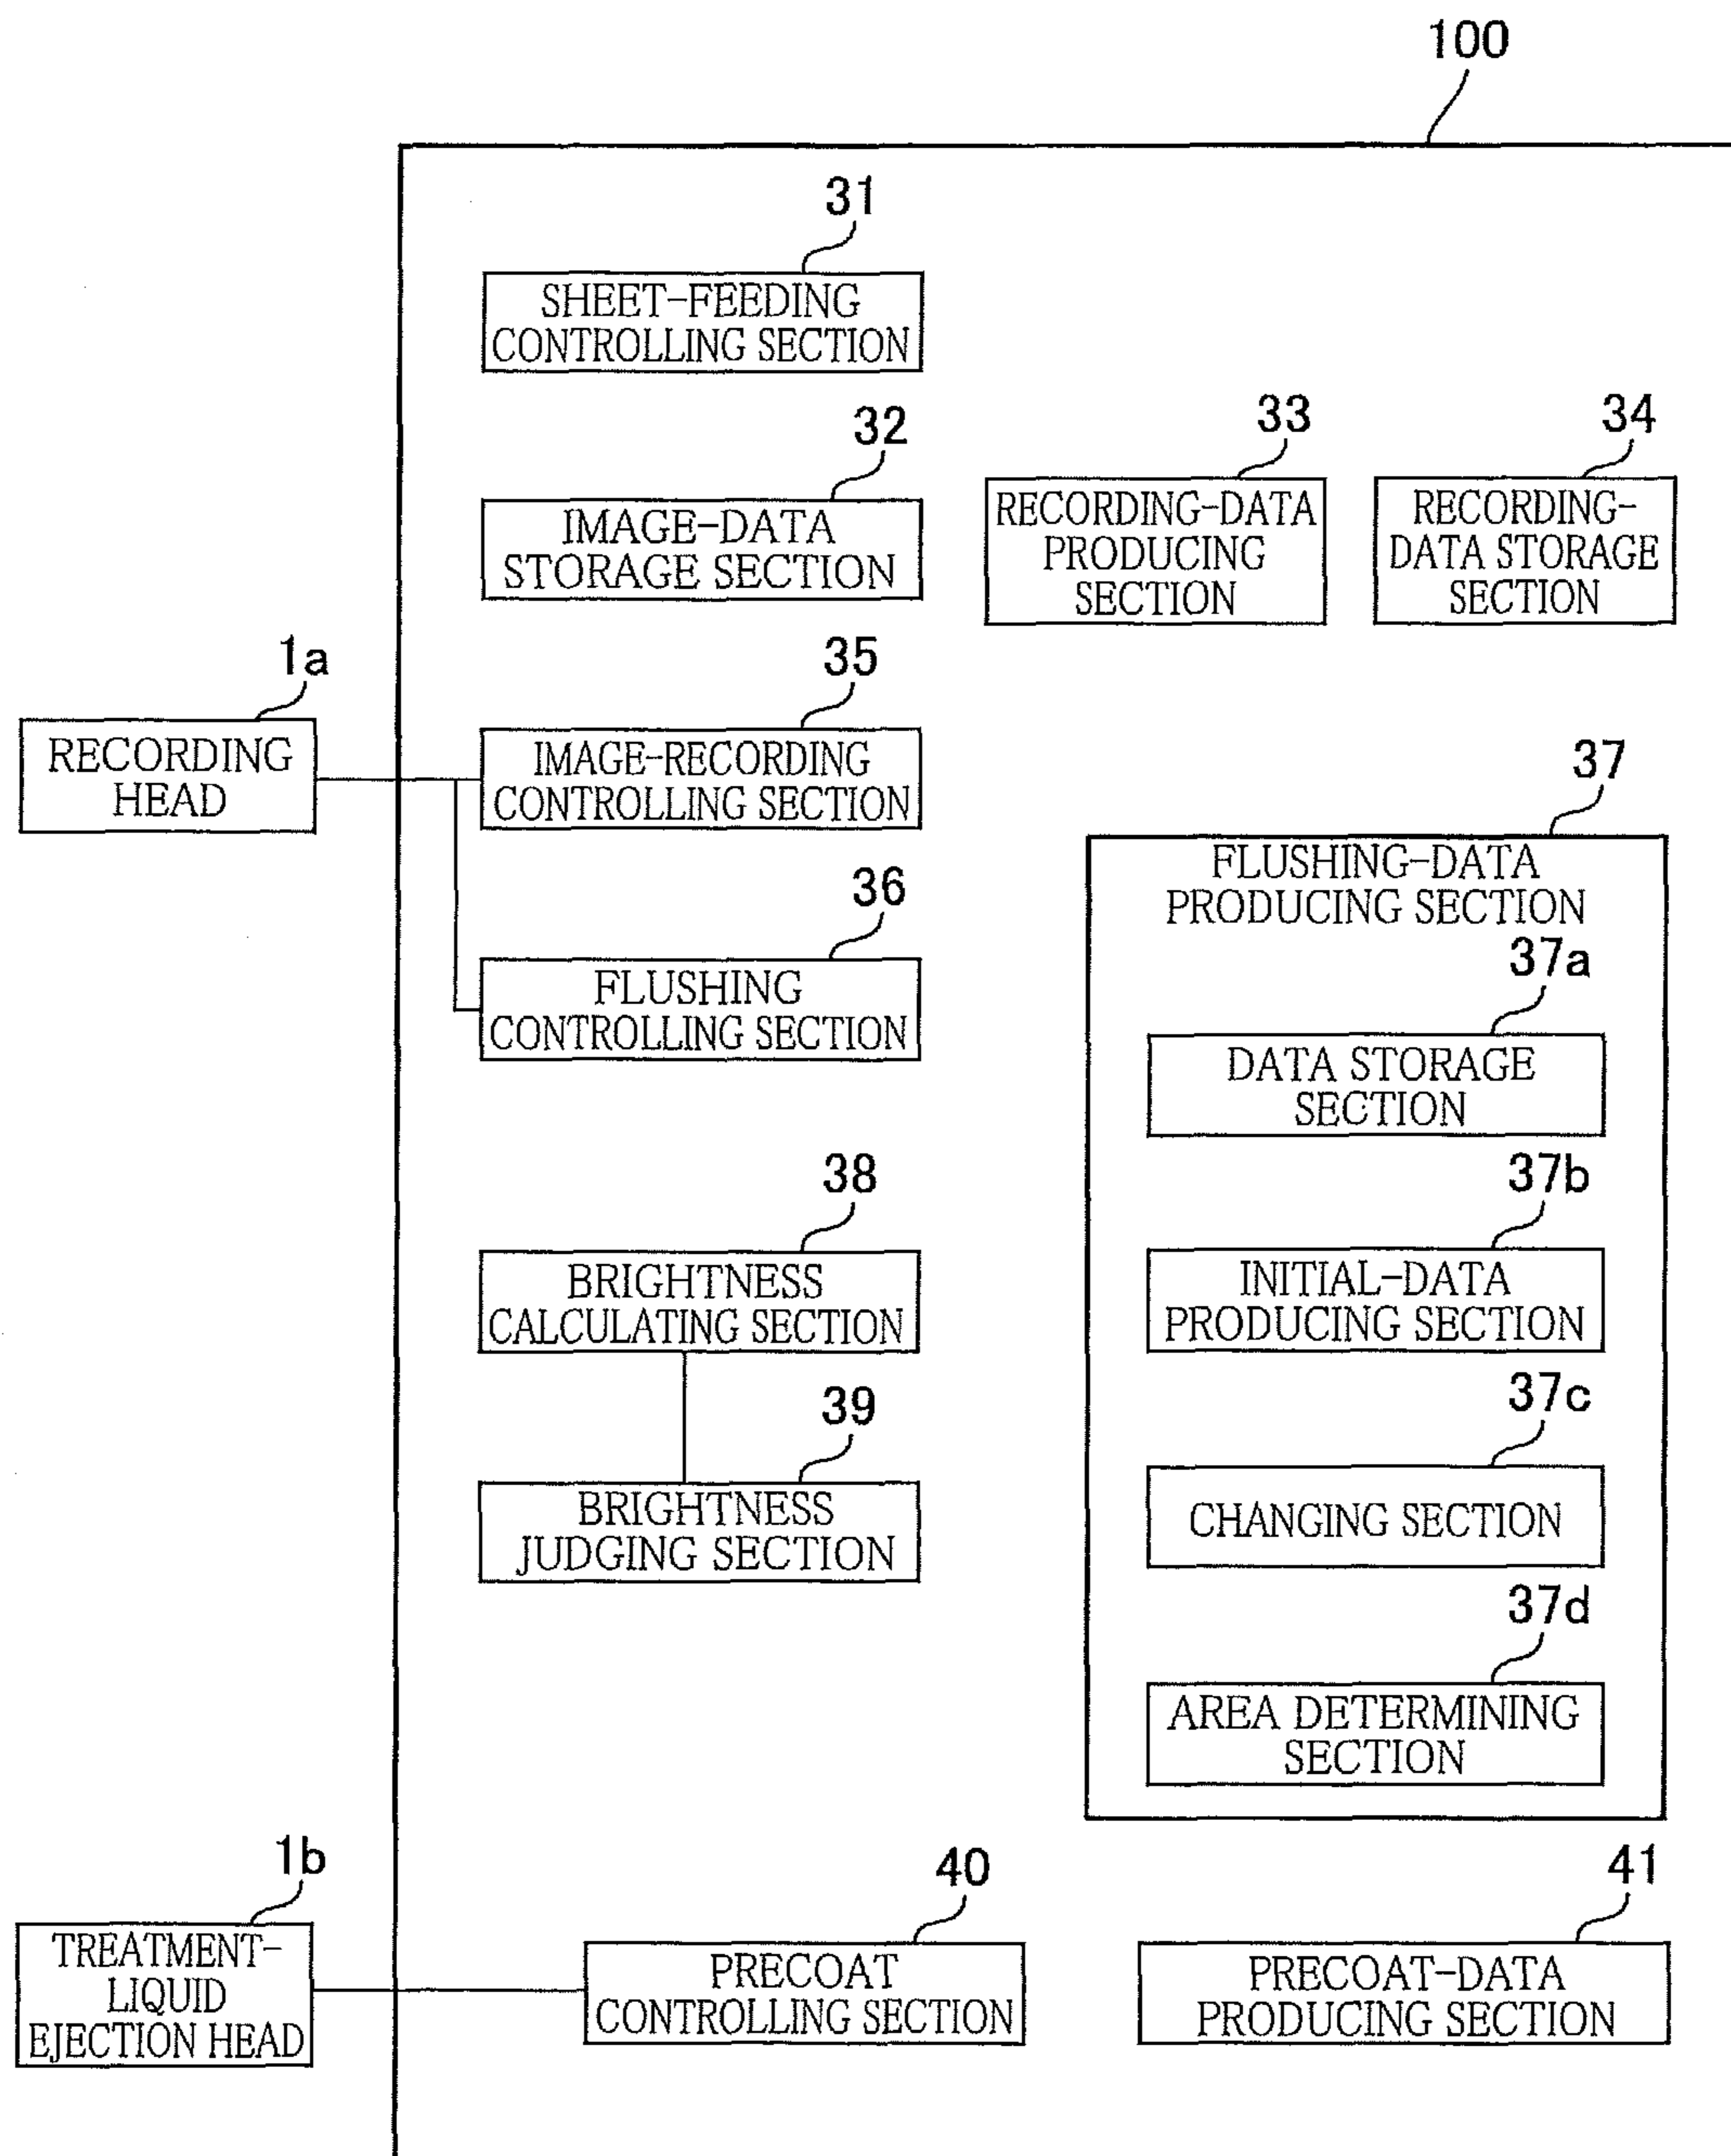 100
31
SHEET-FEEDING
CONTROLLING SECTION
32
IMAGE-DATA
STORAGE SECTION
33
RECORDING-DATA
PRODUCING
SECTION
34
RECORDING-
DATA STORAGE
SECTION
1a
RECORDING
HEAD
35
IMAGE-RECORDING
CONTROLLING SECTION
36
FLUSHING
CONTROLLING SECTION
37
FLUSHING-DATA
PRODUCING SECTION
37a
DATA STORAGE
SECTION
37b
INITIAL-DATA
PRODUCING SECTION
37c
CHANGING SECTION
37d
AREA DETERMINING
SECTION
38
BRIGHTNESS
CALCULATING SECTION
39
BRIGHTNESS
JUDGING SECTION
1b
TREATMENT-
LIQUID
EJECTION HEAD
40
PRECOAT
CONTROLLING SECTION
41
PRECOAT-DATA
PRODUCING SECTION